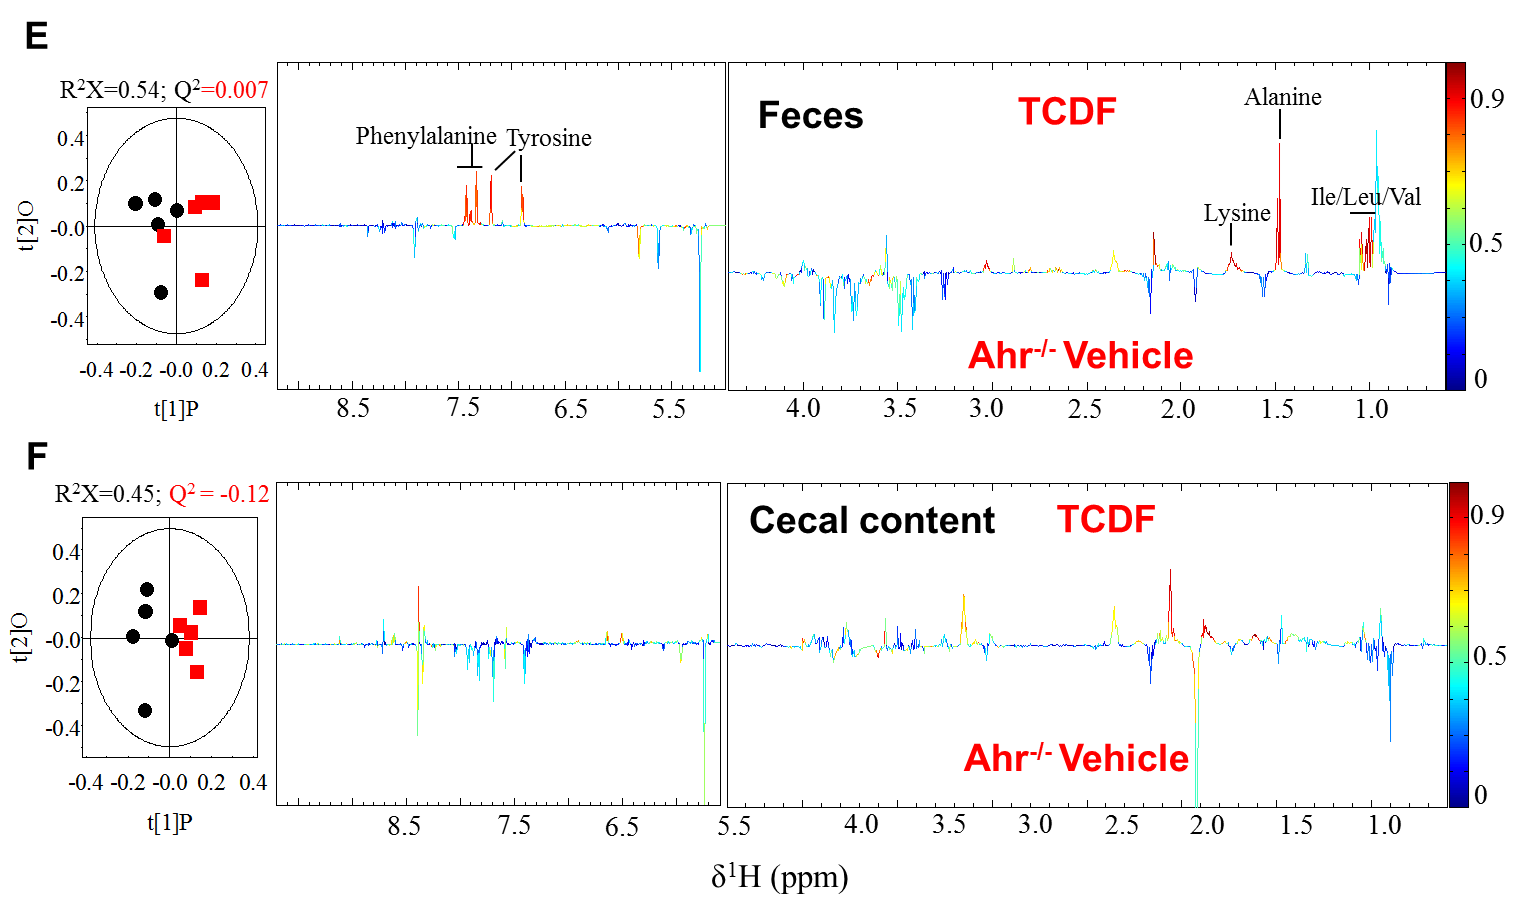 E
R²X=0.54; Q²=0.007
0.4
0.2
-0.0
-0.2
-0.4
t[2]O
-0.4 -0.2 -0.0 0.2 0.4
t[1]P
Phenylalanine Tyrosine
Feces TCDF
Alanine
Lysine Ile/Leu/Val
Ahr-/- Vehicle
8.5 7.5 6.5 5.5 4.0 3.5 3.0 2.5 2.0 1.5 1.0
0.9
0.5
0
F
R²X=0.45; Q² = -0.12
0.4
0.2
-0.0
-0.2
-0.4
t[2]O
-0.4 -0.2 -0.0 0.2 0.4
t[1]P
Cecal content TCDF
Ahr-/- Vehicle
8.5 7.5 6.5 5.5 4.0 3.5 3.0 2.5 2.0 1.5 1.0
0.9
0.5
0
δ¹H (ppm)